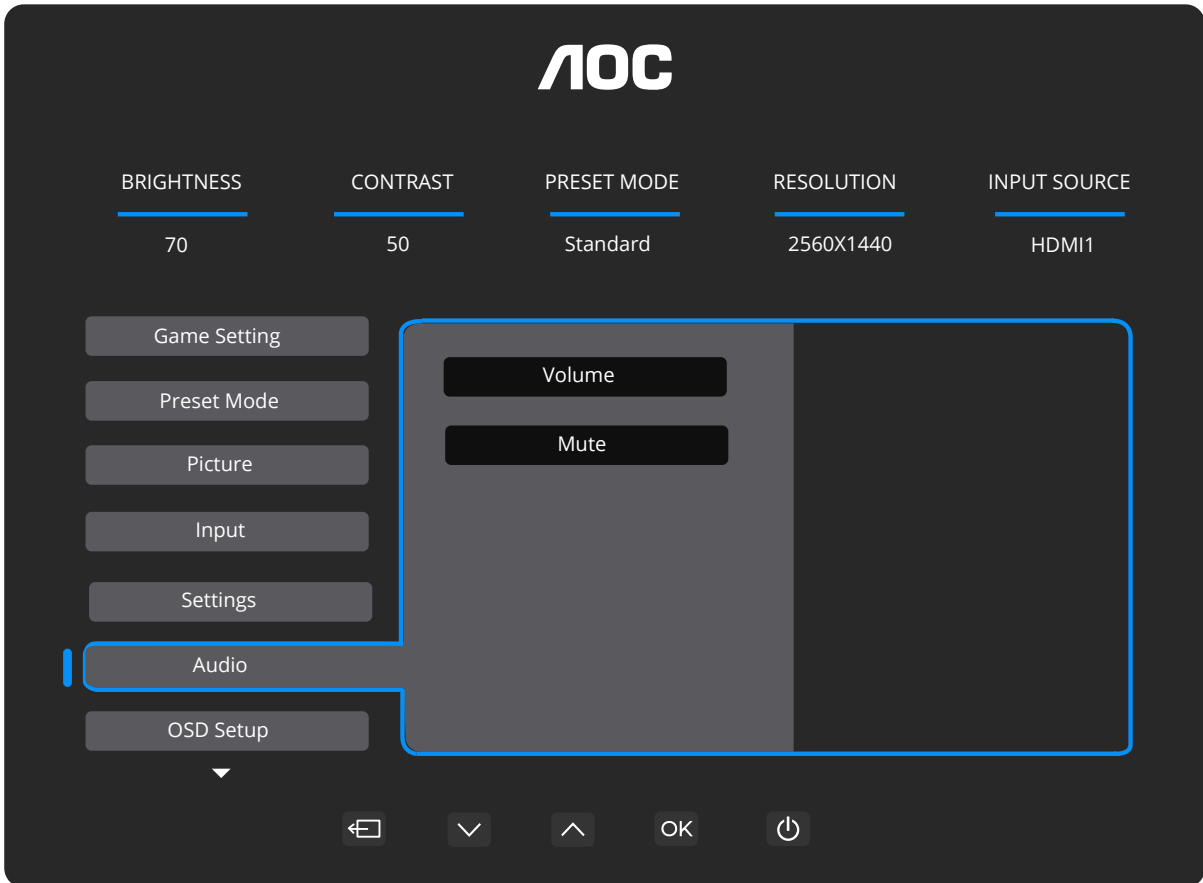 AOC
BRIGHTNESS CONTRAST PRESET MODE RESOLUTION INPUT SOURCE
70 50 Standard 2560X1440 HDMI1
Game Setting
Volume
Preset Mode
Mute
Picture
Input
Settings
Audio
OSD Setup
OK